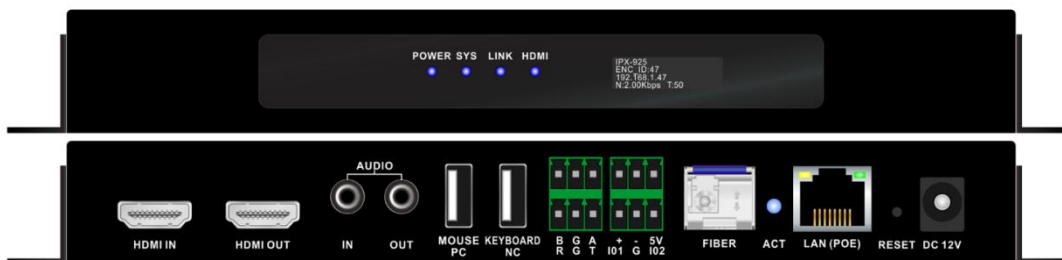 POWER SYS LINK HDMI
IPX-925
ENC ID:47
192.168.1.47
N:2.00Kbps T:50
AUDIO
HDMI IN HDMI OUT IN OUT MOUSE KEYBOARD B G A + - 5V FIBER ACT LAN (POE) RESET DC 12V
PC NC R G T I01 G I02